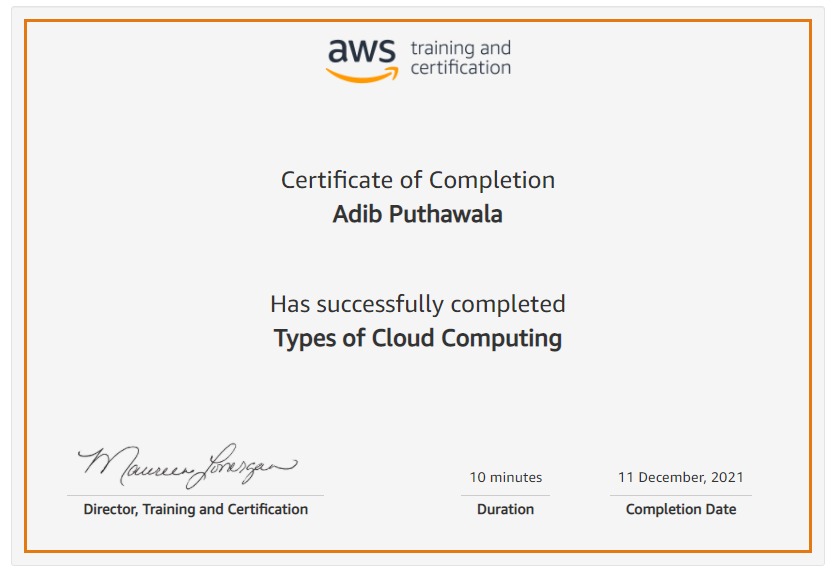 aws training and
certification
Certificate of Completion
Adib Puthawala
Has successfully completed
Types of Cloud Computing
Maureen Lonergan
10 minutes
11 December, 2021
Director, Training and Certification
Duration
Completion Date